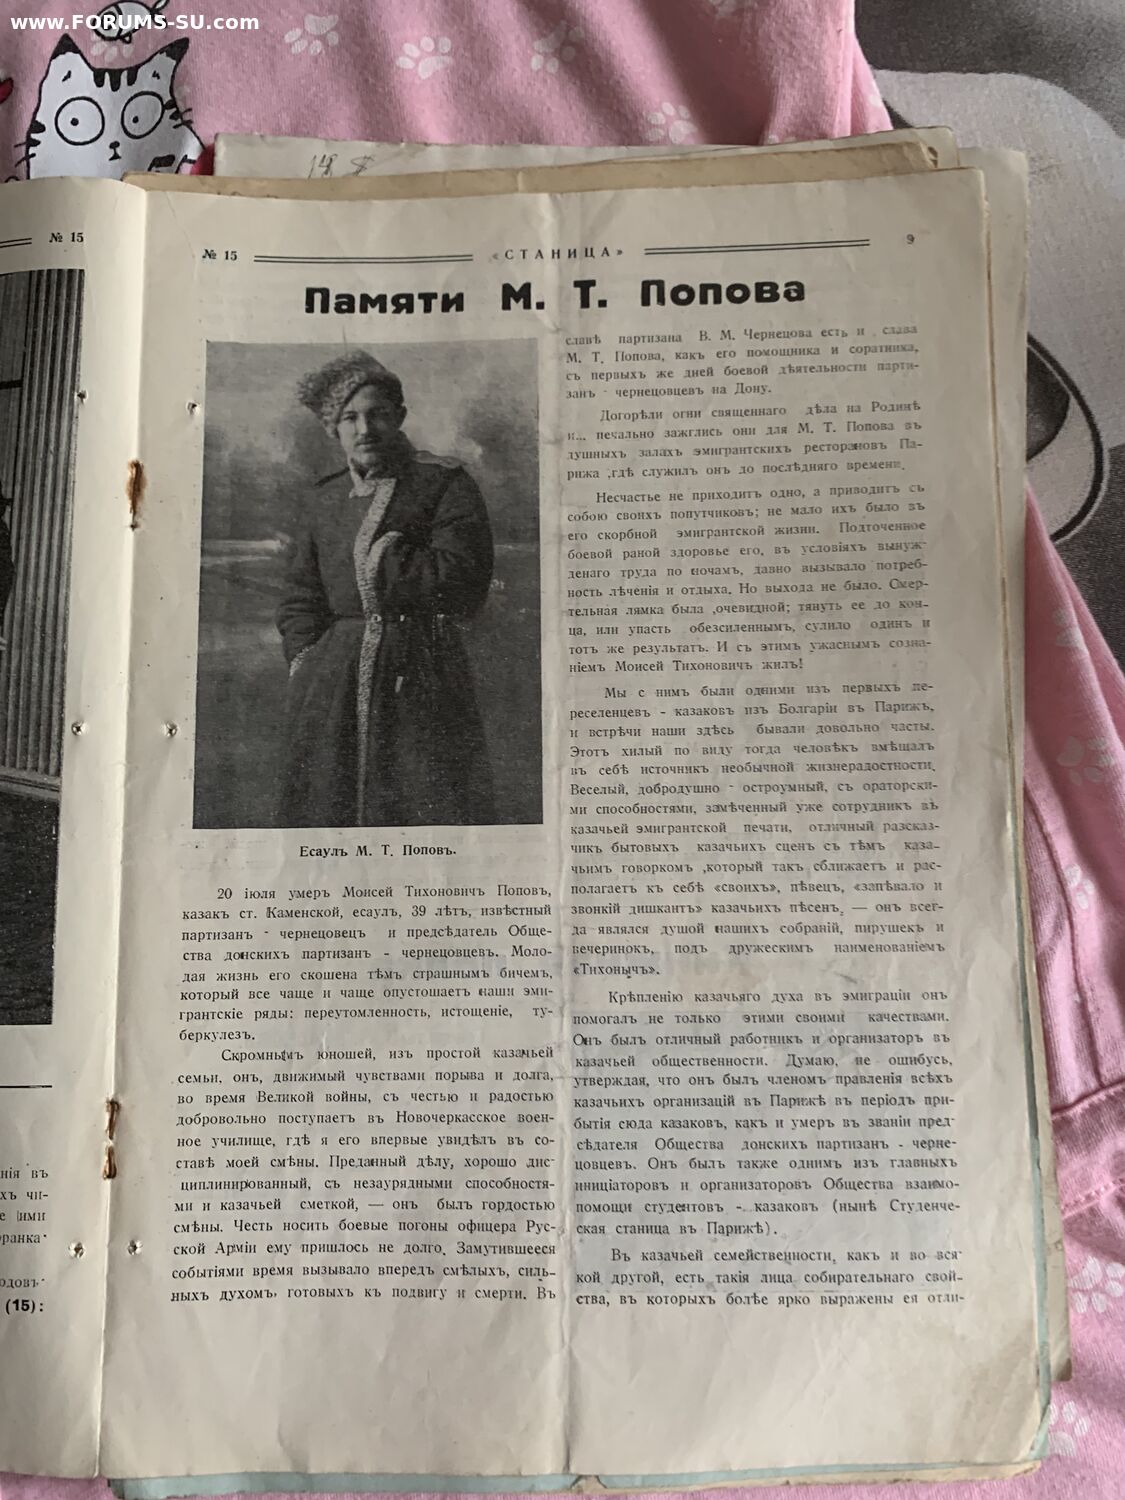 www.FORUMS-SU.com
№ 15
нія въ
хъ чи-
е ими
ранка-
одовъ-
(15):
№ 15
«СТАНИЦА»
9
Памяти М. Т. Попова
Есаулъ М. Т. Поповъ.
20 іюля умеръ Моисей Тихоновичъ Поповъ,
казакъ ст. Каменской, есаулъ, 39 лѣтъ, извѣстный
партизанъ - чернецовецъ и предсѣдатель Обще-
ства донскихъ партизан - чернецовцевъ. Моло-
дая жизнь его скошена тѣмъ страшнымъ бичемъ,
который все чаще и чаще опустошаетъ наши эми-
грантскіе ряды: переутомленность, истощеніе, ту-
беркулезъ.
Скромнымъ юношей, изъ простой казачьей
семьи, онъ, движимый чувствами порыва и долга,
во время Великой войны, съ честью и радостью
добровольно поступаетъ въ Новочеркасское воен-
ное училище, гдѣ я его впервые увидѣлъ въ со-
ставѣ моей смѣны. Преданный дѣлу, хорошо дис-
циплинированный, съ незаурядными способностя-
ми и казачьей сметкой, — онъ былъ гордостью
смѣны. Честь носить боевые погоны офицера Рус-
ской Арміи ему пришлось не долго. Замутившееся
событіями время вызывало впередъ смѣлыхъ, силь-
ныхъ духомъ, готовыхъ къ подвигу и смерти. Въ
славѣ партизана В. М. Чернецова есть и слава
М. Т. Попова, какъ его помощника и соратника,
съ первыхъ же дней боевой дѣятельности парти-
занъ - чернецовцевъ на Дону.
Догорѣли огни священнаго дѣла на Родинѣ
и... печально зажглись они для М. Т. Попова въ
душныхъ залахъ эмигрантскихъ ресторановъ Па-
рижа ,гдѣ служилъ онъ до послѣдняго времени.
Несчастье не приходитъ одно, а приводитъ съ
собою своихъ попутчиковъ; не мало ихъ было въ
его скорбной эмигрантской жизни. Подточенное
боевой раной здоровье его, въ условіяхъ вынуж-
денаго труда по ночамъ, давно вызывало потреб-
ность лѣченія и отдыха. Но выхода не было. Смер-
тельная лямка была ,очевидной; тянуть ее до кон-
ца, или упасть обезсиленнымъ, сулило одинъ и
тотъ же результатъ. И съ этимъ ужаснымъ созна-
ніемъ Моисей Тихоновичъ жилъ!
Мы с нимъ были одними изъ первыхъ пе-
реселенцевъ - казаковъ изъ Болгаріи въ Парижъ,
и встрѣчи наши здѣсь бывали довольно часты.
Этотъ хилый по виду тогда человѣкъ вмѣщалъ
въ себѣ источникъ необычной жизнерадостности.
Веселый, добродушно - остроумный, съ ораторски-
ми способностями, замѣченный уже сотрудникъ въ
казачьей эмигрантской печати, отличный разсказ-
чикъ бытовыхъ казачьихъ сценъ съ тѣмъ каза-
чьимъ говоркомъ ,который такъ сближаетъ и рас-
полагаетъ къ себѣ «своихъ», пѣвецъ, «запѣвало и
звонкій дишкантъ» казачьихъ пѣсенъ, — онъ всег-
да являлся душой нашихъ собраній, пирушекъ и
вечеринокъ, подъ дружескимъ наименованіемъ
«Тихонычъ».
Крѣпленію казачьяго духа въ эмиграціи онъ
помогалъ не только этими своими качествами.
Онъ былъ отличный работникъ и организаторъ въ
казачьей общественности. Думаю, не ошибусь,
утверждая, что онъ былъ членомъ правленія всѣхъ
казачьихъ организацій въ Парижѣ въ періодъ при-
бытія сюда казаковъ, какъ и умеръ въ званіи пред-
сѣдателя Общества донскихъ партизан - черне-
цовцевъ. Онъ былъ также однимъ изъ главныхъ
иниціаторовъ и организаторовъ Общества взаимо-
помощи студентовъ - казаковъ (нынѣ Студенче-
ская станица въ Парижѣ).
Въ казачьей семейственности, какъ и во вся-
кой другой, есть такія лица собирательнаго свой-
ства, въ которыхъ болѣе ярко выражены ея отли-